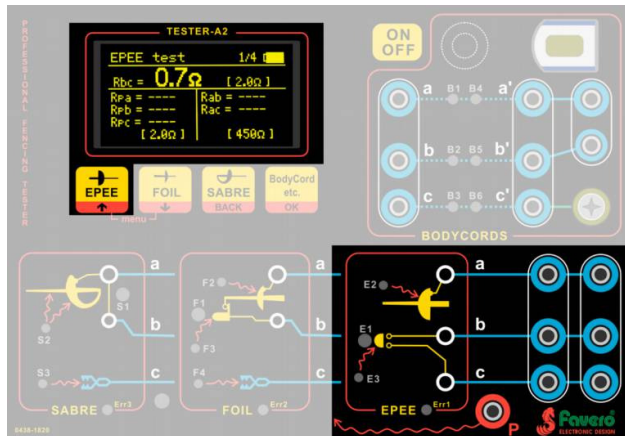 PROFESSIONAL FENCING TESTER
TESTER-A2
EPEE test 1/4
Rbc = 0.7Ω [ 2.0Ω ]
RPa = ---- Rab = ----
RPb = ---- Rac = ----
RPc = ----
[ 2.0Ω ] [ 450Ω ]
EPEE
FOIL
SABRE
BACK
BodyCord
etc.
OK
menu
ON
OFF
a B1 B4 a'
b B2 B5 b'
c B3 B6 c'
BODYCORDS
a
b
c
S1
S2
S3
SABRE Err3
a
b
c
F2
F1
F3
F4
FOIL Err2
a
b
c
E2
E1
E3
EPEE Err1
P
Favero
ELECTRONIC DESIGN
0439-1820